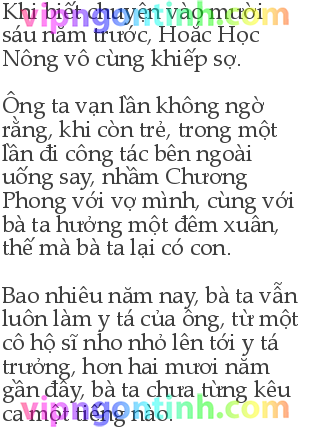 Khi biết chuyện vào mười
sáu năm trước, Hoắc Học
Nông vô cùng khiếp sợ.
Ông ta vạn lần không ngờ
rằng, khi còn trẻ, trong một
lần đi công tác bên ngoài
uống say, nhầm Chương
Phong với vợ mình, cùng với
bà ta hưởng một đêm xuân,
thế mà bà ta lại có con.
Bao nhiêu năm nay, bà ta vẫn
luôn làm y tá của ông, từ một
cô hộ sĩ nho nhỏ lên tới y tá
trưởng, hơn hai mươi năm
gần đây, bà ta chưa từng kêu
ca một tiếng nào.
vipngontinh.com
vipngontinh.com